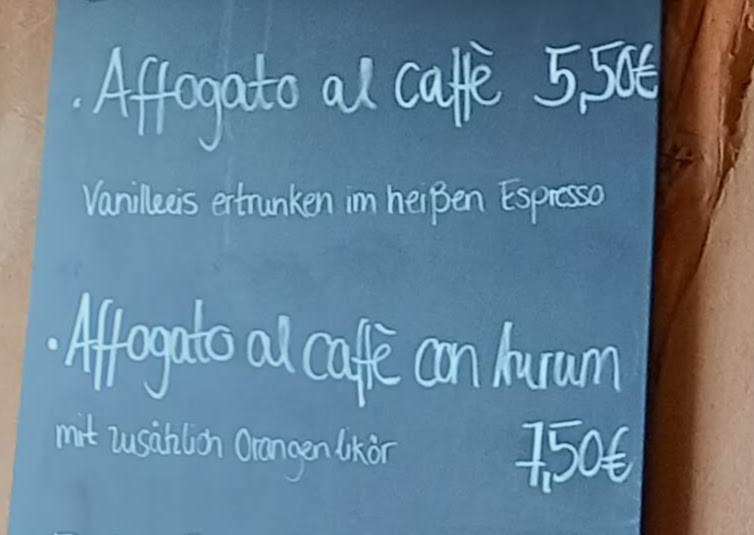 . Affogato al caffè 5,50€
Vanilleeis ertrunken im heißen Espresso
. Affogato al caffè con Aurum
mit zusätzlich Orangenlikör 7,50€